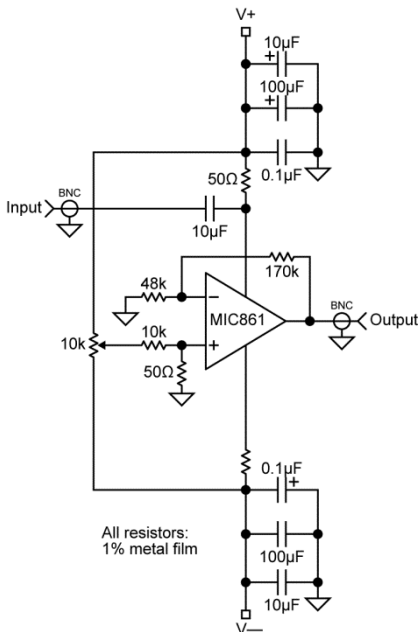 V+
10µF
+
100µF
+
0.1µF
50Ω
BNC
Input
10µF
170k
48k
−
MIC861
BNC
Output
10k
10k
+
50Ω
0.1µF
+
All resistors:
1% metal film
100µF
10µF
V—